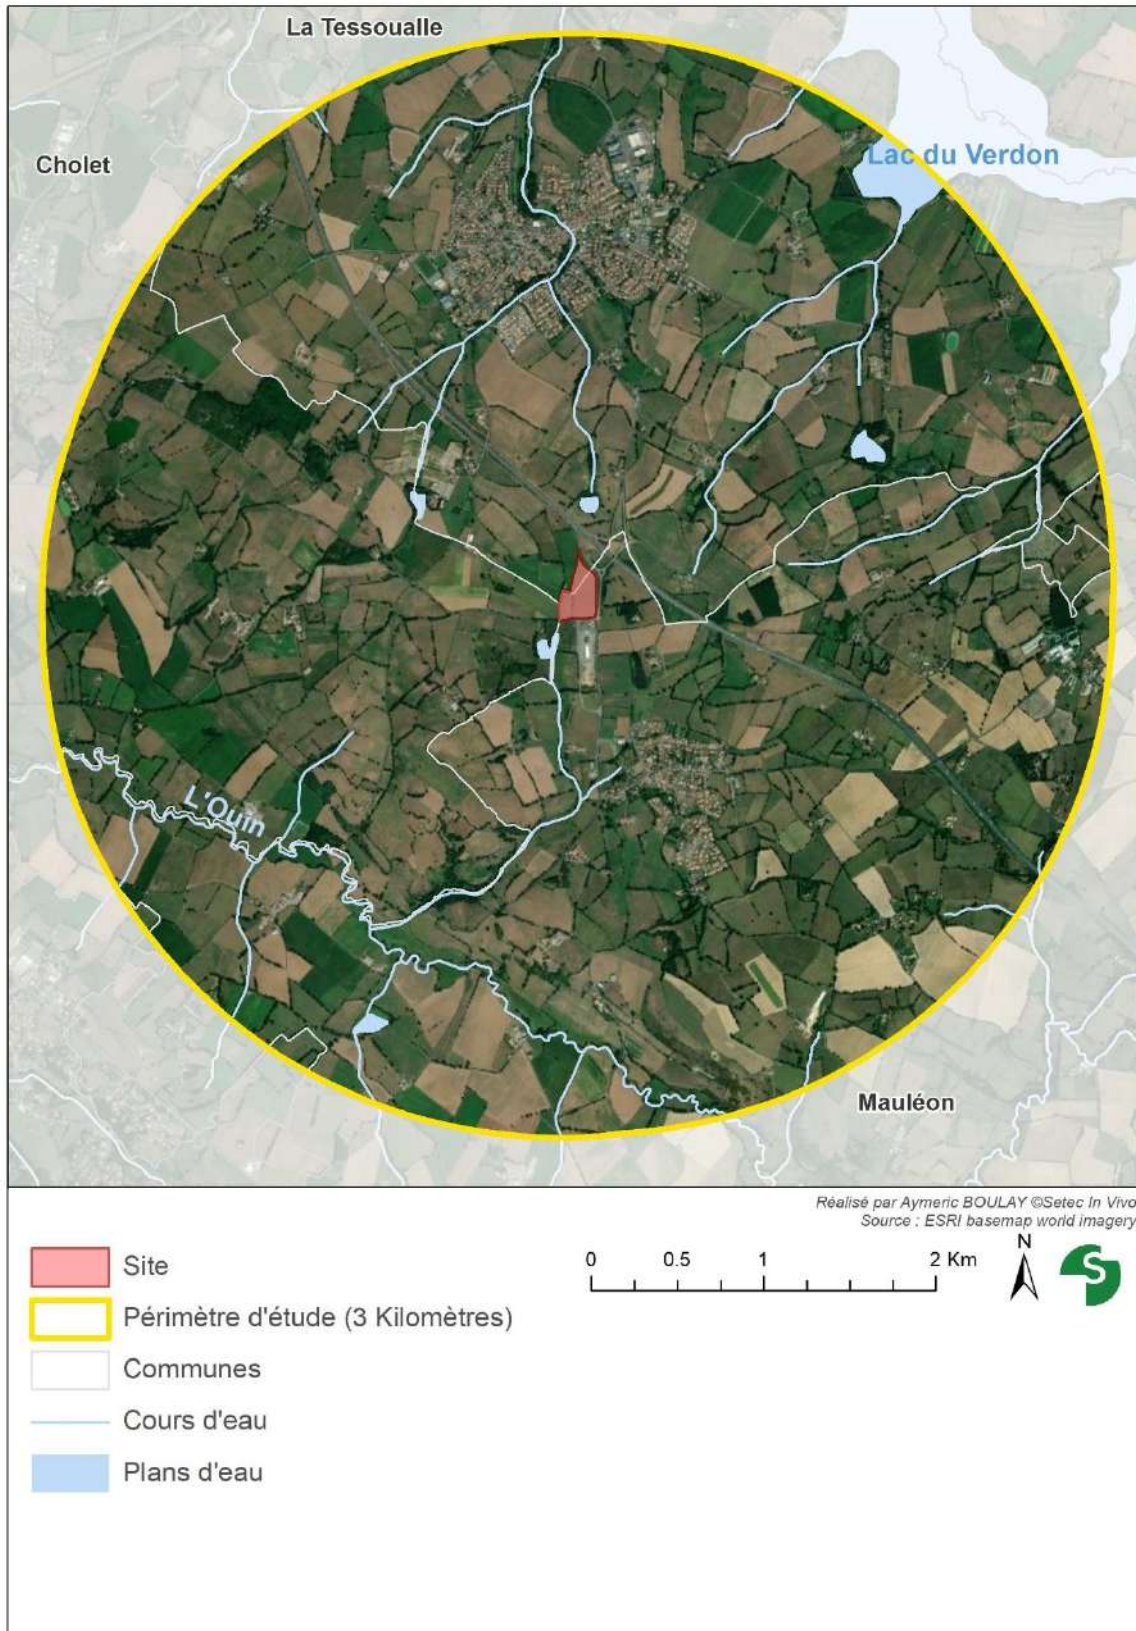 La Tessoualle
Cholet
Lac du Verdon
L'Ouin
Mauléon
Réalisé par Aymeric BOULAY ©Setec In Vivo
Source : ESRI basemap world imagery
0 0.5 1 2 Km
N
S
Site
Périmètre d'étude (3 Kilomètres)
Communes
Cours d'eau
Plans d'eau